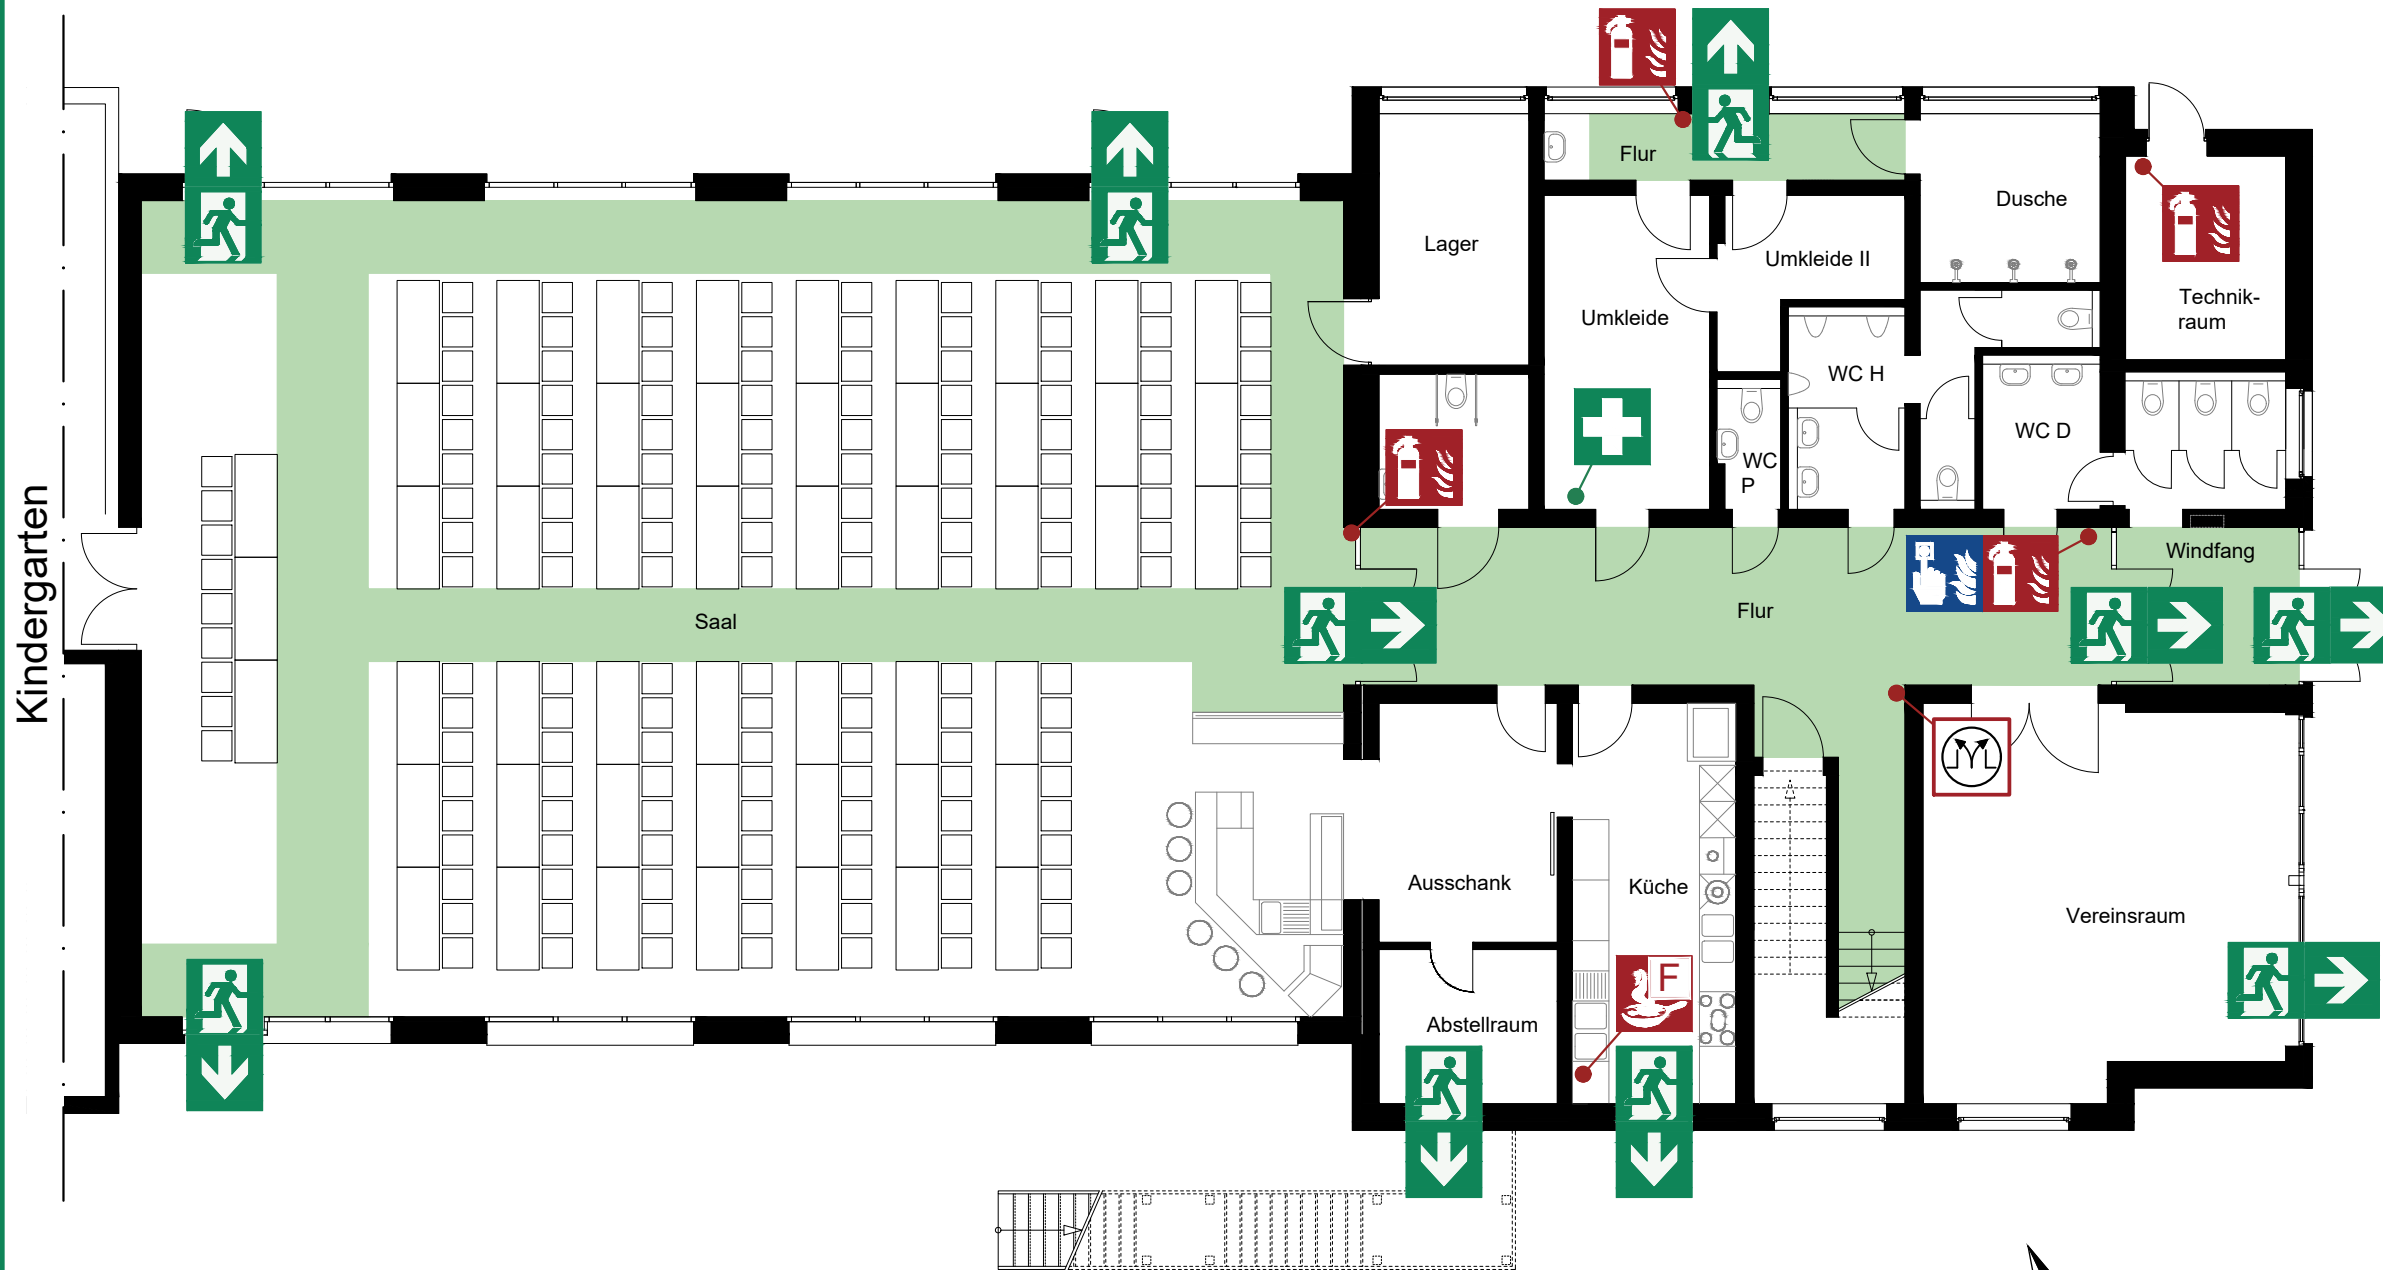 Flur
Dusche
Lager
Umkleide II
Technik-
raum
Umkleide
WC H
WC D
WC
P
Kindergarten
Windfang
Saal
Flur
Ausschank
Küche
Vereinsraum
F
Abstellraum